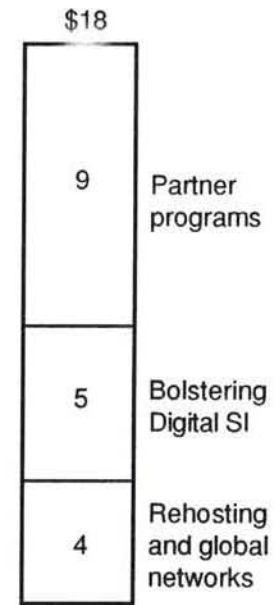 $18
9
Partner
programs
5
Bolstering
Digital SI
4
Rehosting
and global
networks